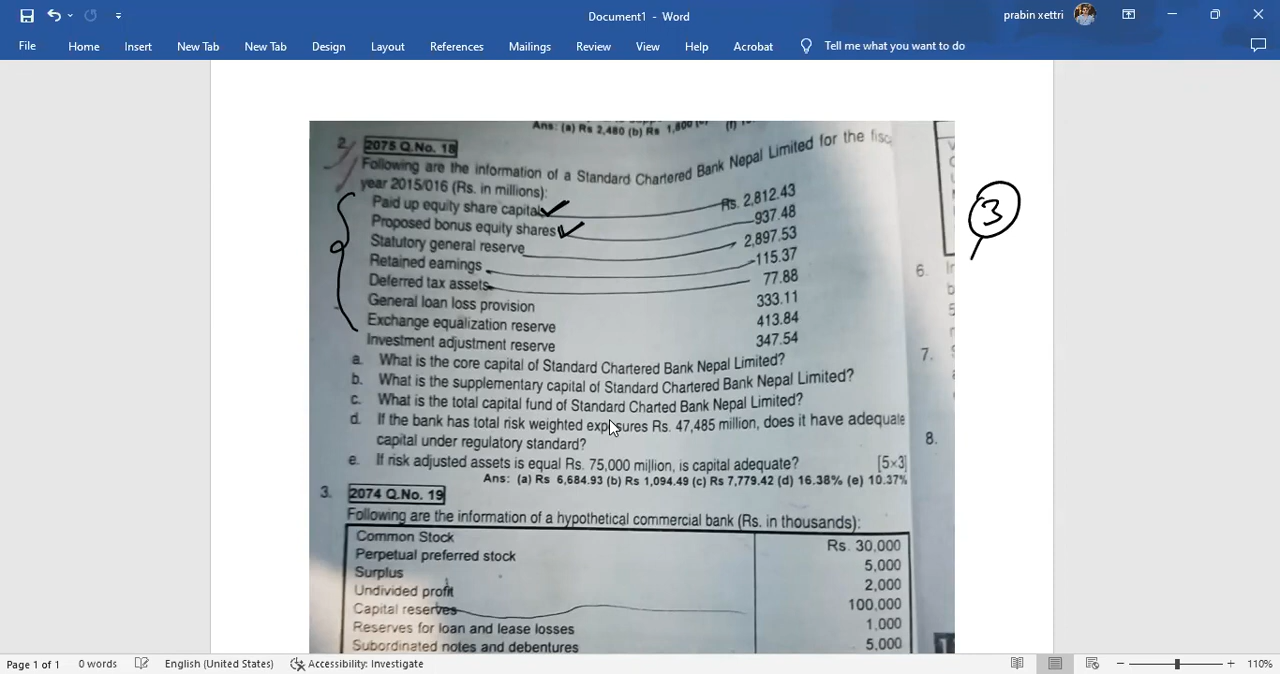 Document1 - Word
prabin xettri
File Home Insert New Tab New Tab Design Layout References Mailings Review View Help Acrobat Tell me what you want to do
Ans: (a) Rs 2,480 (b) Rs 1,800
2. 2075 Q.No. 18
Following are the information of a Standard Chartered Bank Nepal Limited for the fisc
year 2015/016 (Rs. in millions):
Paid up equity share capital Rs. 2,812.43
Proposed bonus equity shares 937.48
Statutory general reserve 2,897.53
Retained earnings 115.37
Deferred tax assets 77.88
General loan loss provision 333.11
Exchange equalization reserve 413.84
Investment adjustment reserve 347.54
a. What is the core capital of Standard Chartered Bank Nepal Limited?
b. What is the supplementary capital of Standard Chartered Bank Nepal Limited?
c. What is the total capital fund of Standard Charted Bank Nepal Limited?
d. If the bank has total risk weighted exposures Rs. 47,485 million, does it have adequate
capital under regulatory standard?
e. If risk adjusted assets is equal Rs. 75,000 million, is capital adequate? [5×3]
Ans: (a) Rs 6,684.93 (b) Rs 1,094.49 (c) Rs 7,779.42 (d) 16.38% (e) 10.37%
3. 2074 Q.No. 19
Following are the information of a hypothetical commercial bank (Rs. in thousands):
Common Stock Rs. 30,000
Perpetual preferred stock 5,000
Surplus 2,000
Undivided profit 100,000
Capital reserves 1,000
Reserves for loan and lease losses 5,000
Subordinated notes and debentures
3
6.
7.
8.
Page 1 of 1 0 words English (United States) Accessibility: Investigate 110%